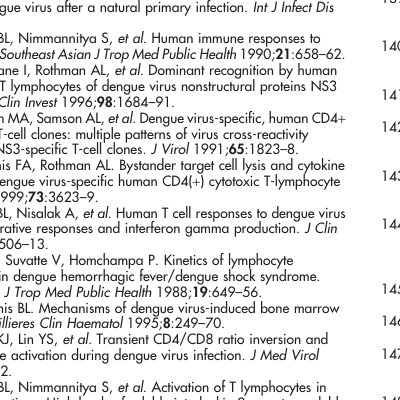 gue virus after a natural primary infection. Int J Infect Dis
BL, Nimmannitya S, et al. Human immune responses to
Southeast Asian J Trop Med Public Health 1990;21:658–62.
ane I, Rothman AL, et al. Dominant recognition by human
T lymphocytes of dengue virus nonstructural proteins NS3
Clin Invest 1996;98:1684–91.
n MA, Samson AL, et al. Dengue virus-specific, human CD4+
T-cell clones: multiple patterns of virus cross-reactivity
NS3-specific T-cell clones. J Virol 1991;65:1823–8.
nis FA, Rothman AL. Bystander target cell lysis and cytokine
dengue virus-specific human CD4(+) cytotoxic T-lymphocyte
999;73:3623–9.
BL, Nisalak A, et al. Human T cell responses to dengue virus
rative responses and interferon gamma production. J Clin
506–13.
, Suvatte V, Homchampa P. Kinetics of lymphocyte
in dengue hemorrhagic fever/dengue shock syndrome.
J Trop Med Public Health 1988;19:649–56.
nis BL. Mechanisms of dengue virus-induced bone marrow
illieres Clin Haematol 1995;8:249–70.
KJ, Lin YS, et al. Transient CD4/CD8 ratio inversion and
e activation during dengue virus infection. J Med Virol
2.
BL, Nimmannitya S, et al. Activation of T lymphocytes in
140
141
142
143
144
145
146
147